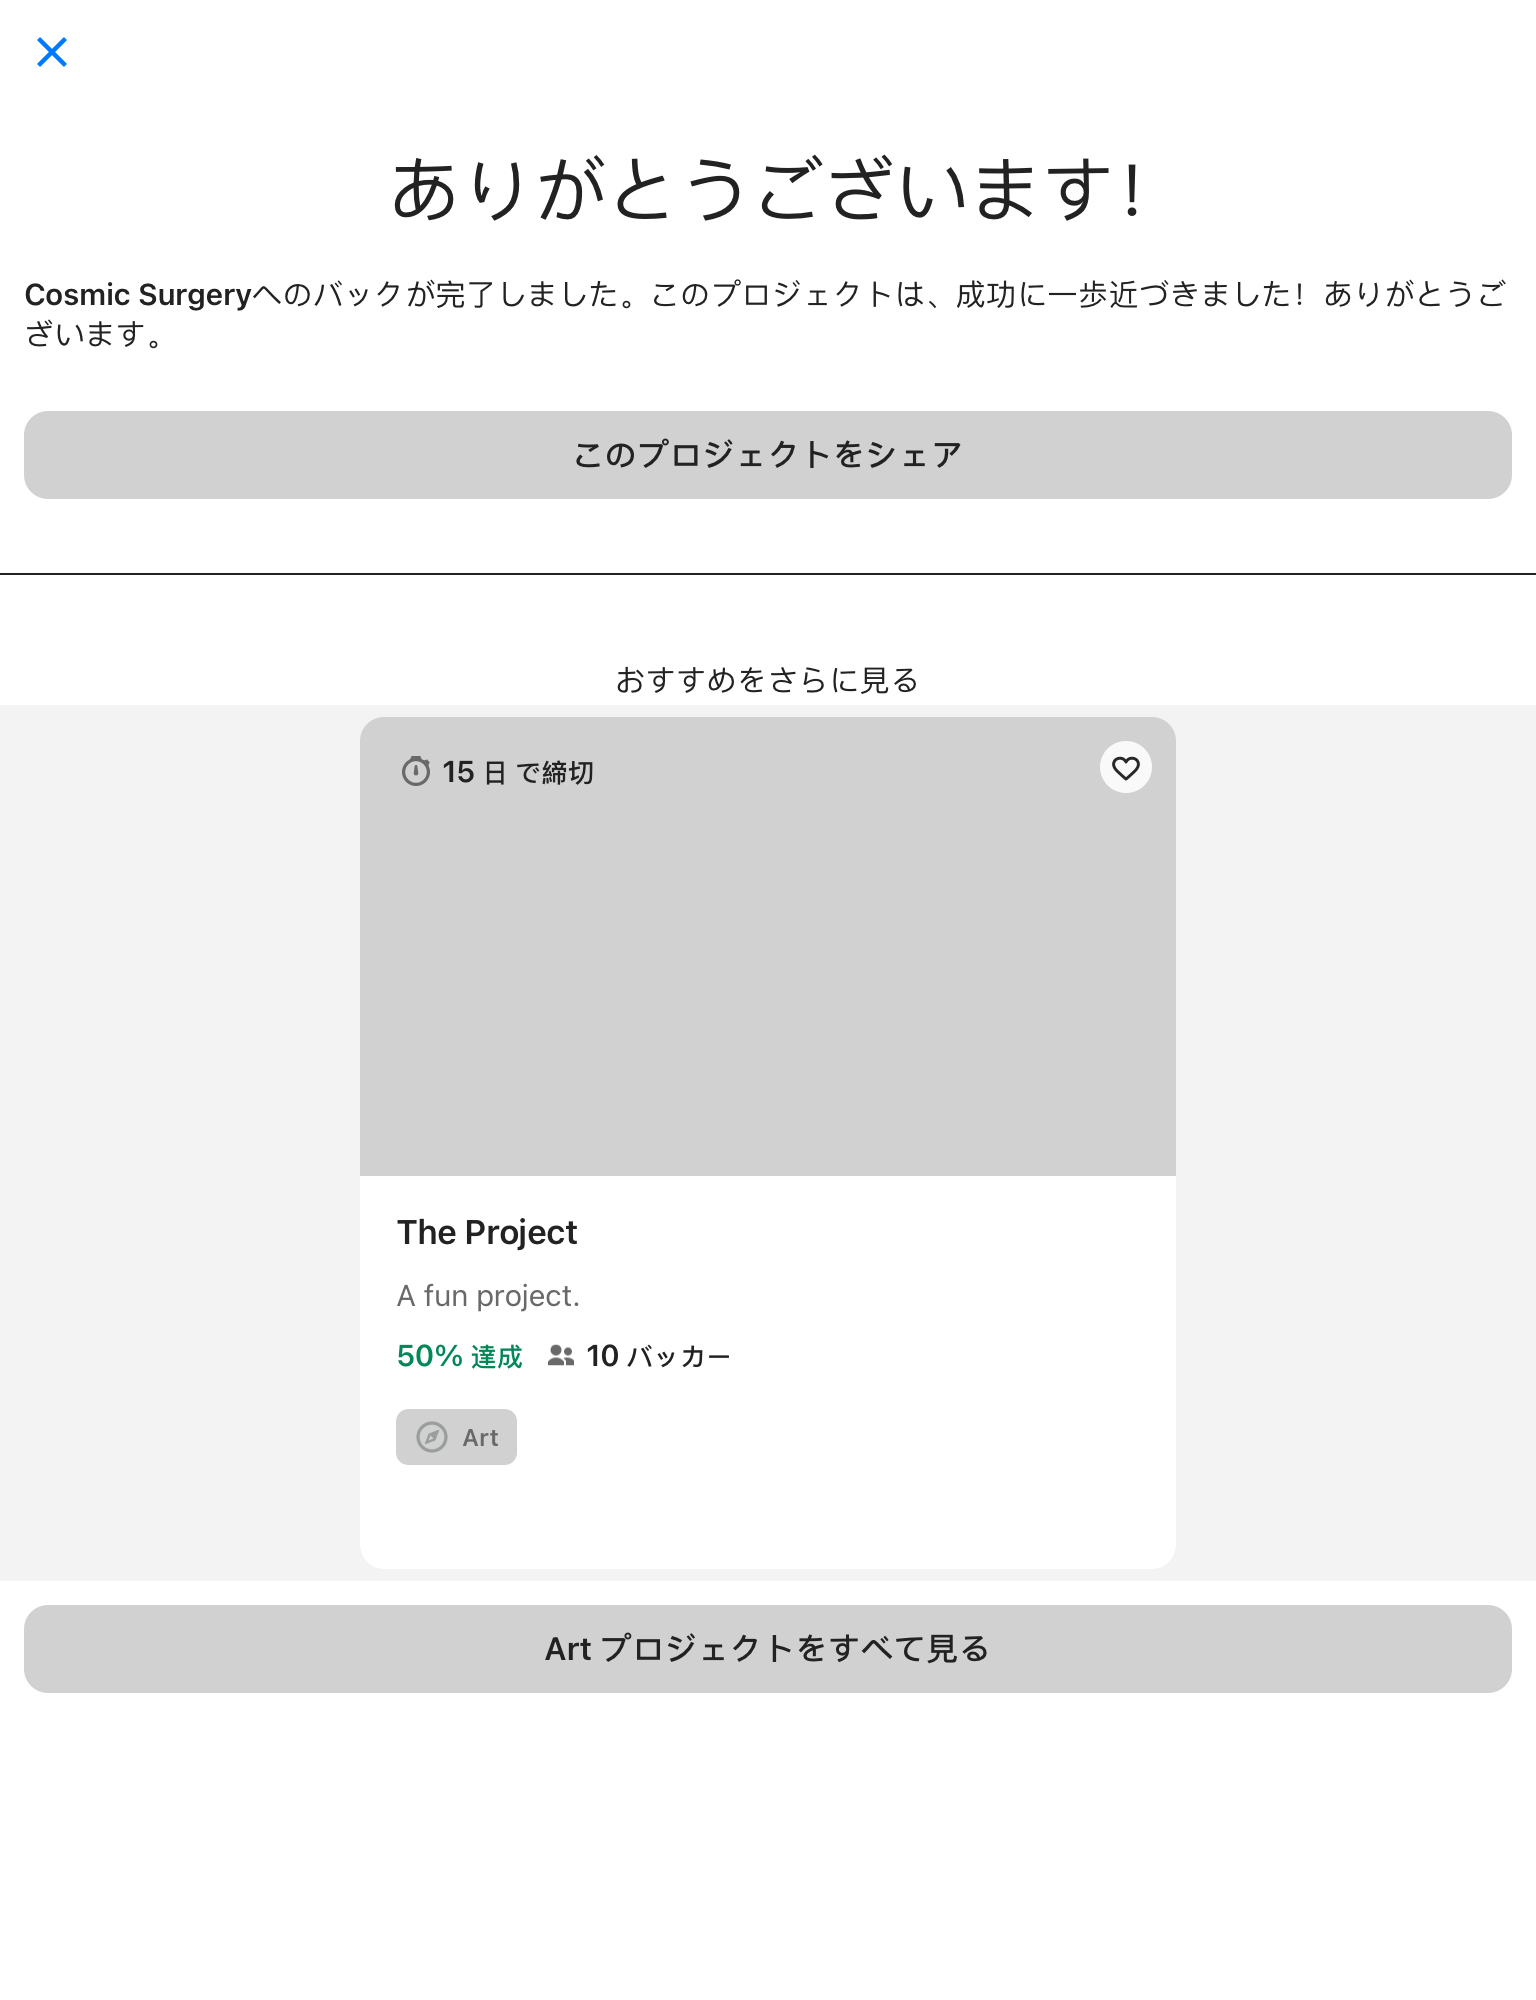 ありがとうございます！
Cosmic Surgeryへのバックが完了しました。このプロジェクトは、成功に一歩近づきました！ありがとうご
ざいます。
このプロジェクトをシェア
おすすめをさらに見る
15 日 で締切
The Project
A fun project.
50% 達成 10 バッカー
Art
Art プロジェクトをすべて見る